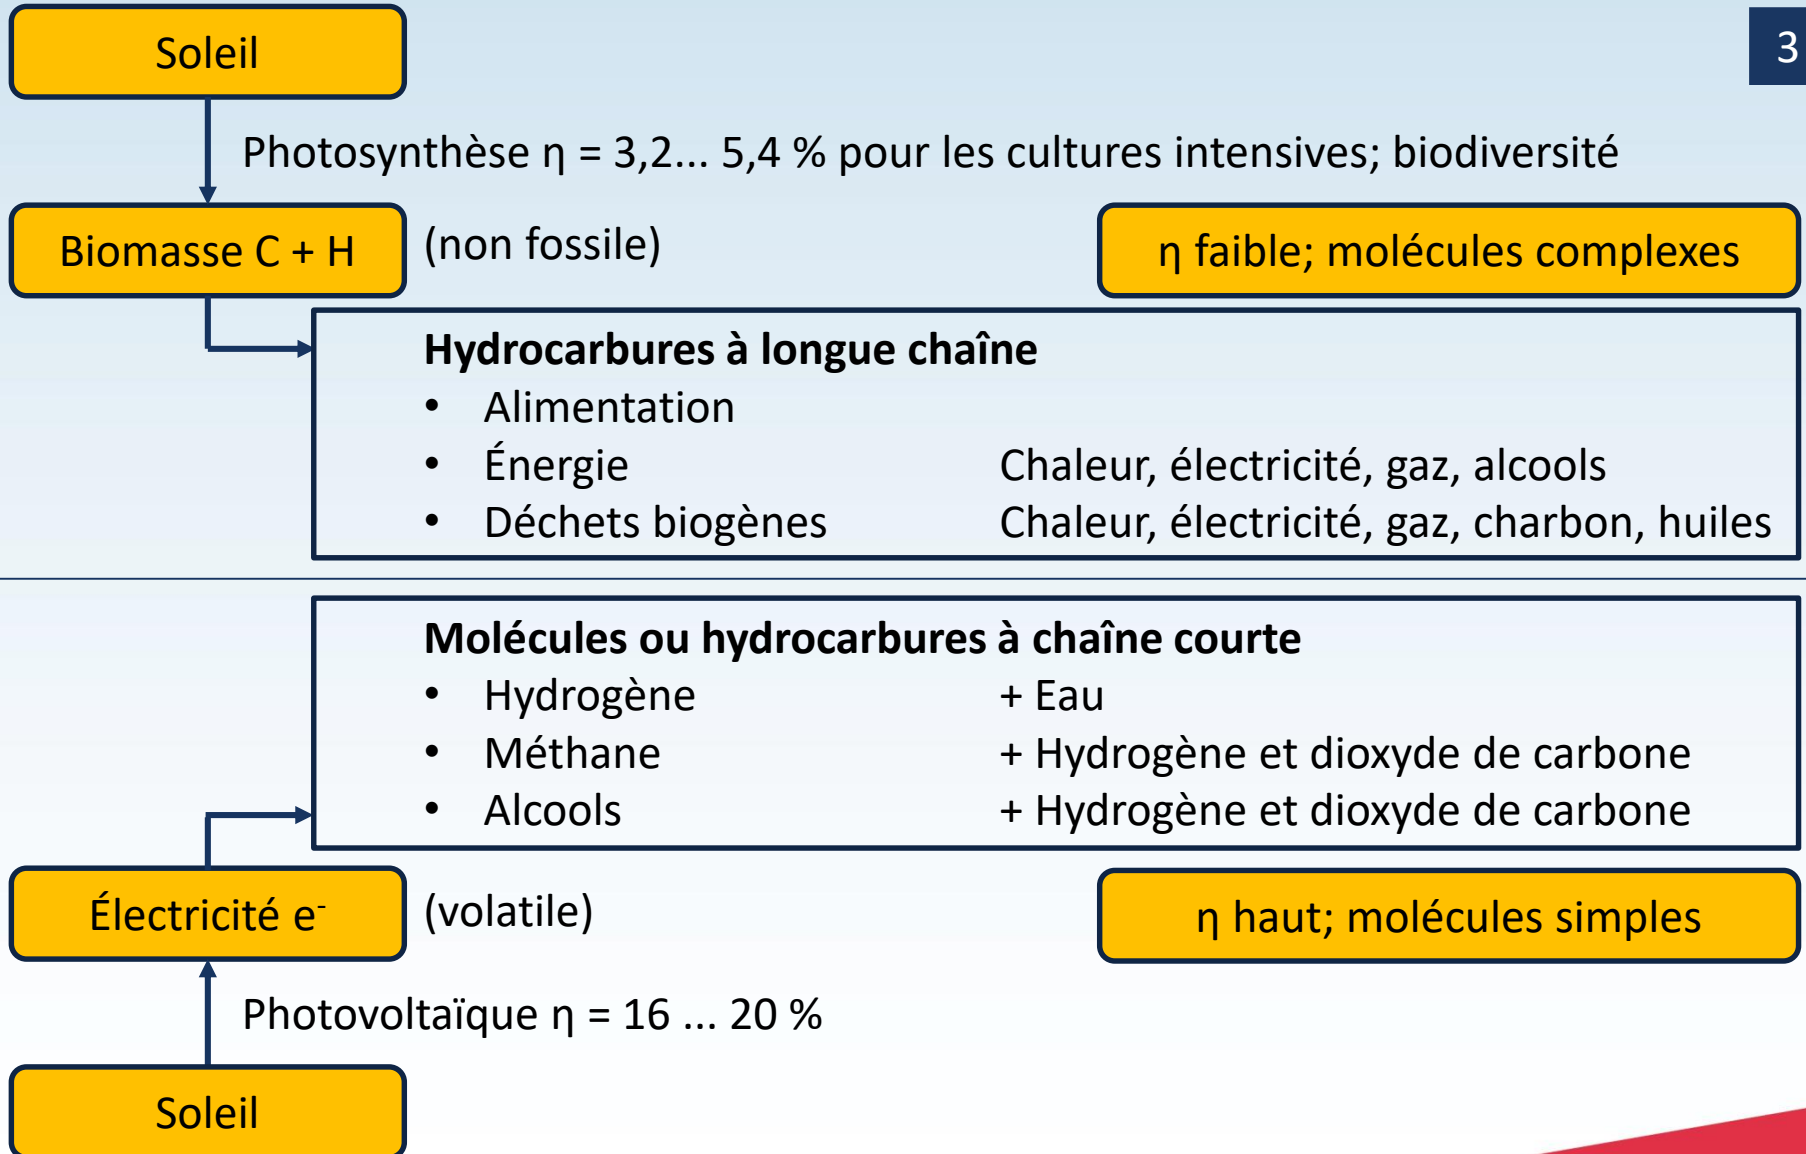 Soleil
3
Photosynthèse η = 3,2... 5,4 % pour les cultures intensives; biodiversité
Biomasse C + H (non fossile) η faible; molécules complexes
Hydrocarbures à longue chaîne
• Alimentation
• Énergie Chaleur, électricité, gaz, alcools
• Déchets biogènes Chaleur, électricité, gaz, charbon, huiles
Molécules ou hydrocarbures à chaîne courte
• Hydrogène + Eau
• Méthane + Hydrogène et dioxyde de carbone
• Alcools + Hydrogène et dioxyde de carbone
Électricité e⁻ (volatile) η haut; molécules simples
Photovoltaïque η = 16 ... 20 %
Soleil